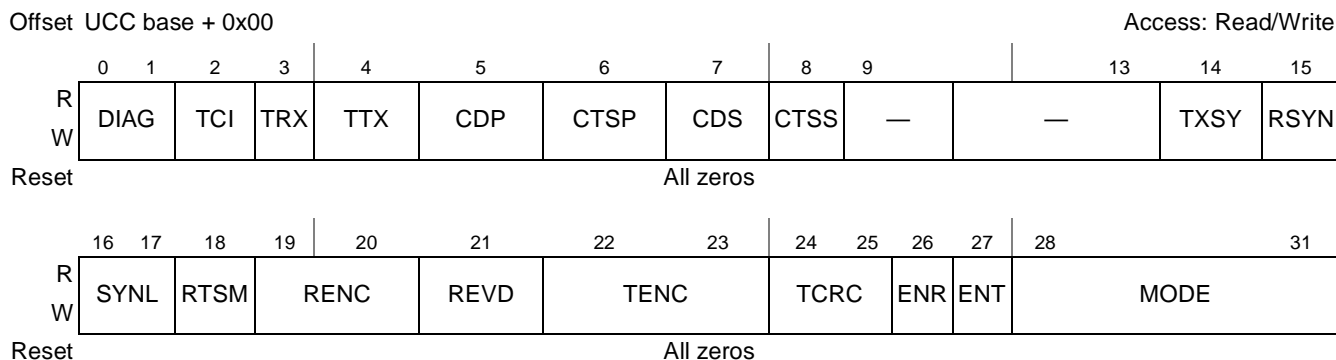 Offset UCC base + 0x00 Access: Read/Write
0 1 2 3 4 5 6 7 8 9 13 14 15
R
W
DIAG TCI TRX TTX CDP CTSP CDS CTSS — — TXSY RSYN
Reset All zeros
16 17 18 19 20 21 22 23 24 25 26 27 28 31
R
W
SYNL RTSM RENC REVD TENC TCRC ENR ENT MODE
Reset All zeros